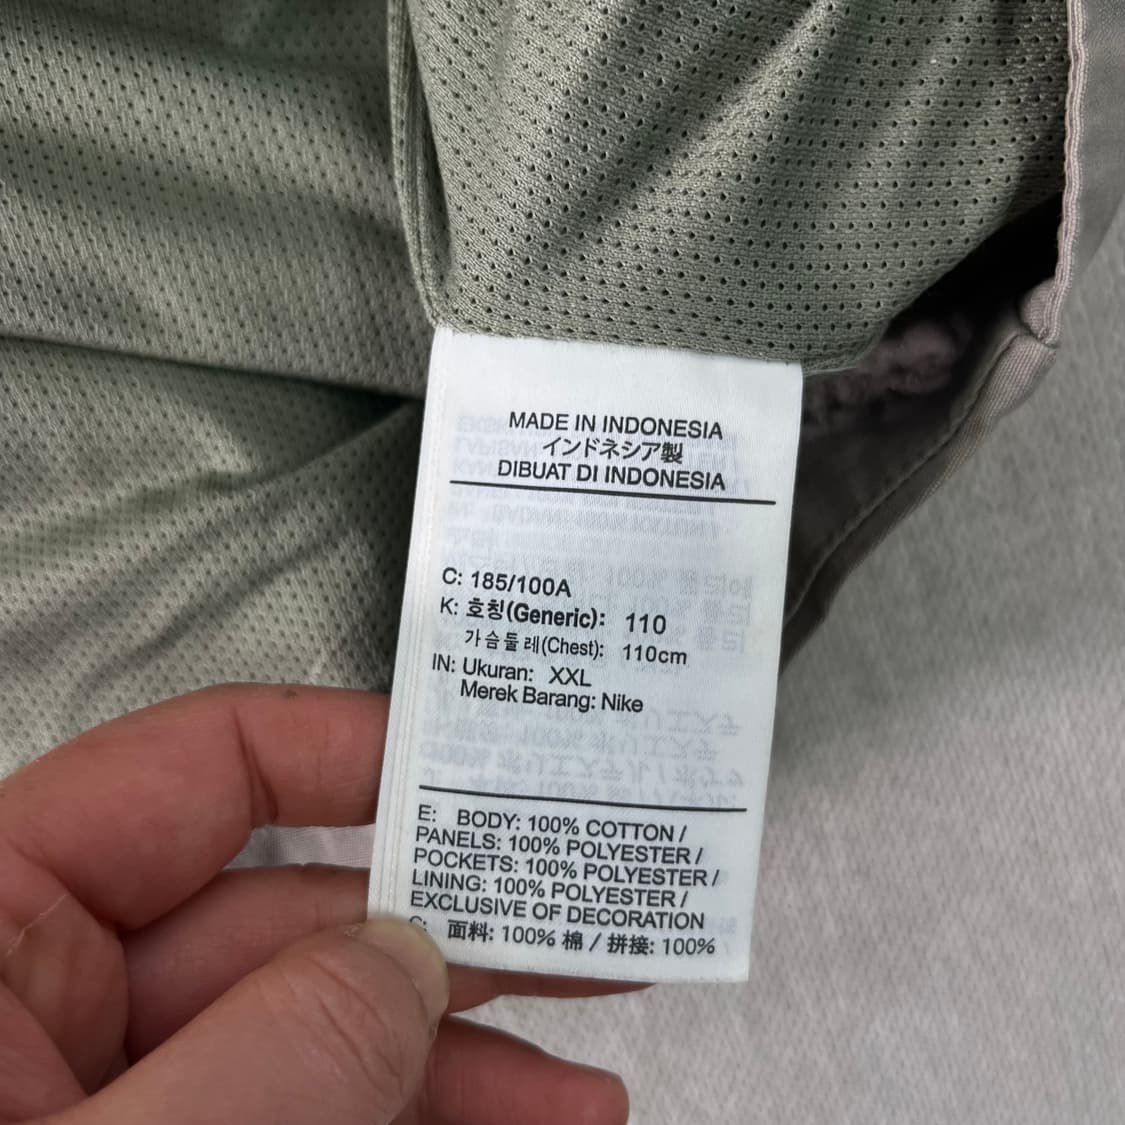 MADE IN INDONESIA
インドネシア製
DIBUAT DI INDONESIA
C: 185/100A
K: 호칭(Generic): 110
가슴둘레(Chest): 110cm
IN: Ukuran: XXL
Merek Barang: Nike
E: BODY: 100% COTTON /
PANELS: 100% POLYESTER /
POCKETS: 100% POLYESTER /
LINING: 100% POLYESTER /
EXCLUSIVE OF DECORATION
C: 面料: 100% 棉 / 拼接: 100%